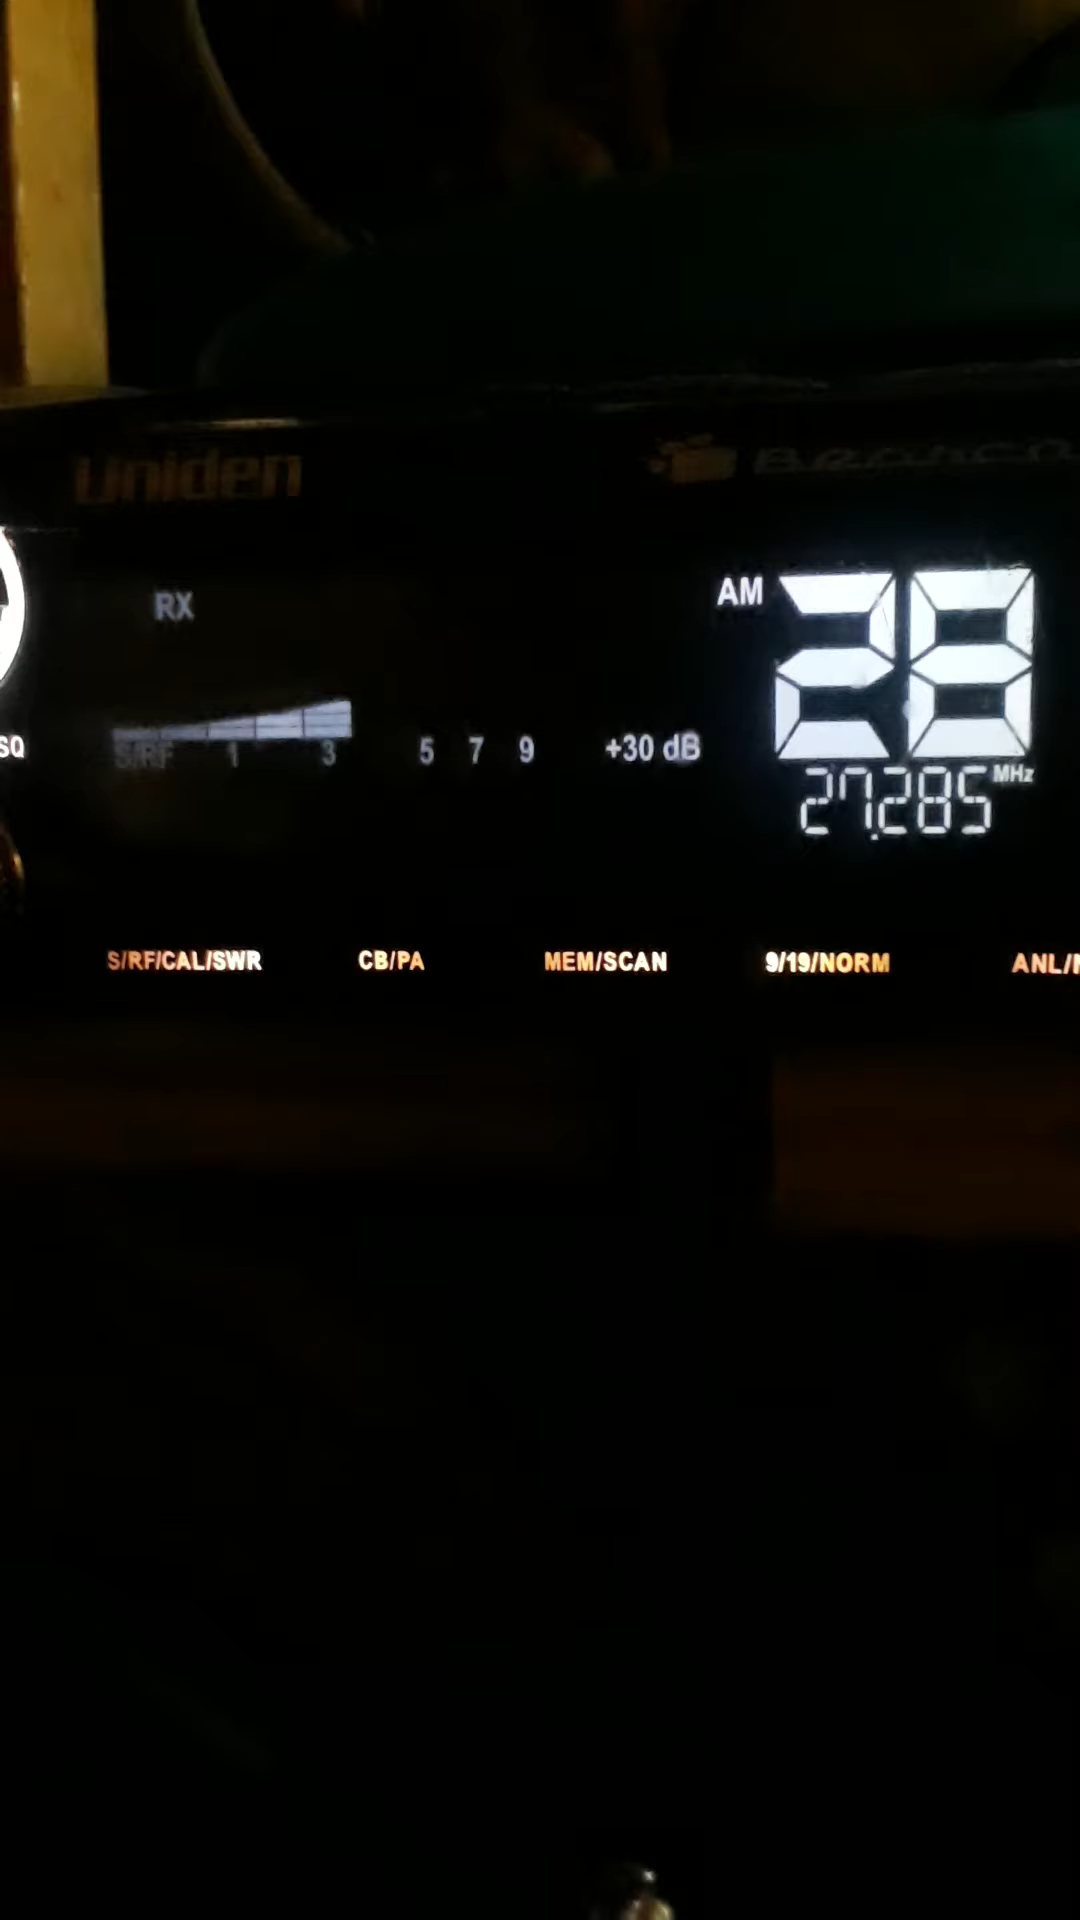 Uniden Bearcat
RX AM 28
S/RF 1 3 5 7 9 +30 dB
27.285 MHz
SQ
S/RF/CAL/SWR CB/PA MEM/SCAN 9/19/NORM ANL/